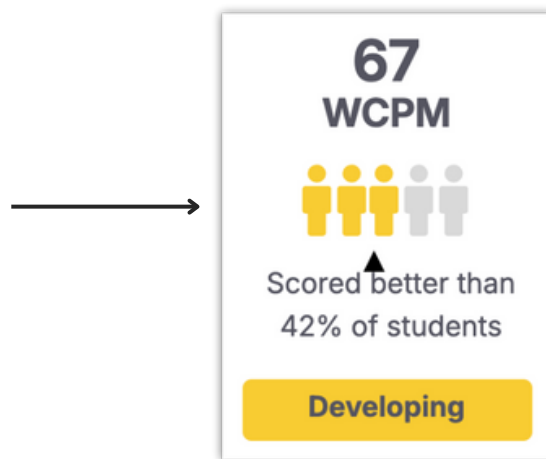 67
WCPM
Scored better than
42% of students
Developing